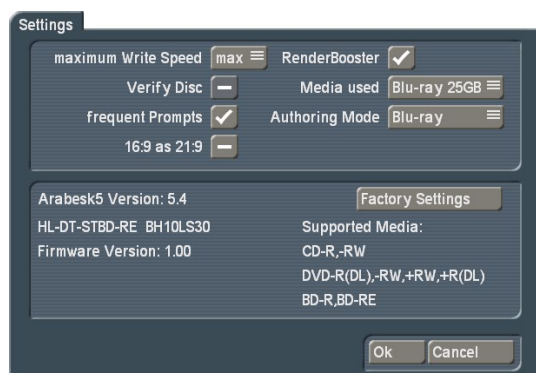 Settings
maximum Write Speed max RenderBooster
Verify Disc Media used Blu-ray 25GB
frequent Prompts Authoring Mode Blu-ray
16:9 as 21:9
Arabesk5 Version: 5.4 Factory Settings
HL-DT-STBD-RE BH10LS30 Supported Media:
Firmware Version: 1.00 CD-R,-RW
DVD-R(DL),-RW,+RW,+R(DL)
BD-R,BD-RE
Ok Cancel